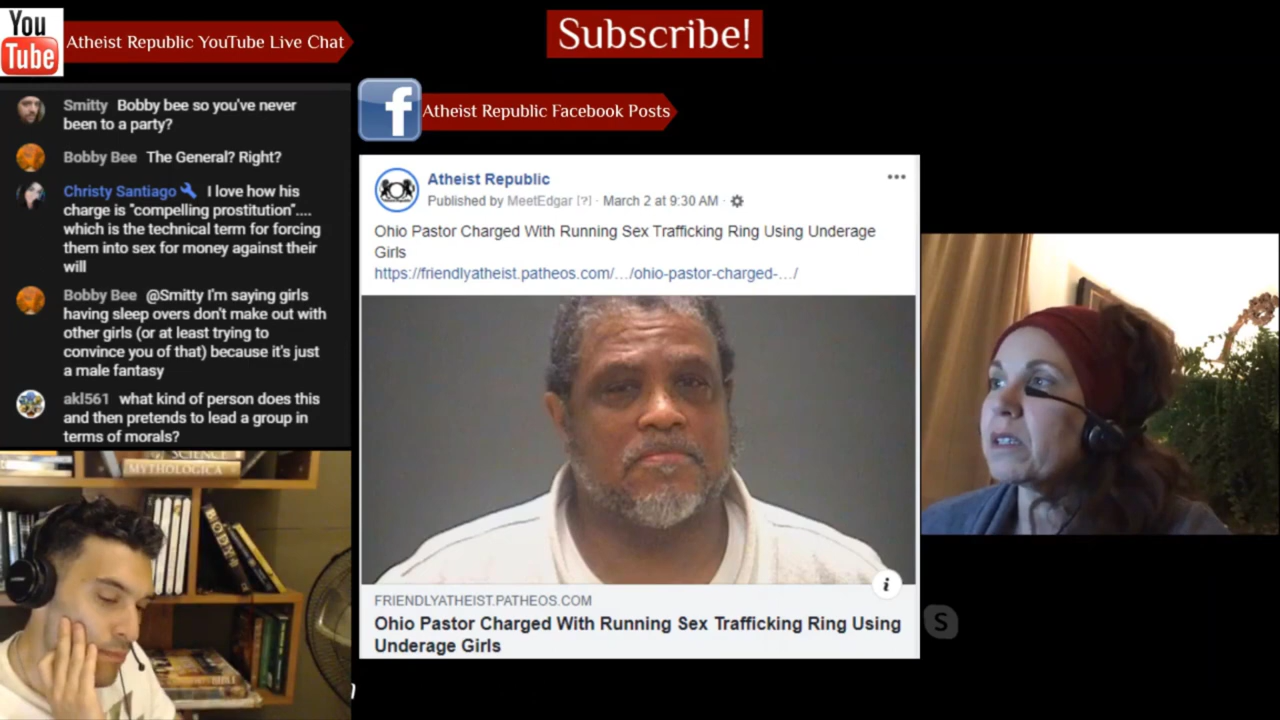 You
Tube
Atheist Republic YouTube Live Chat
Subscribe!
Smitty Bobby bee so you've never
been to a party?
Bobby Bee The General? Right?
Christy Santiago I love how his
charge is "compelling prostitution"....
which is the technical term for forcing
them into sex for money against their
will
Bobby Bee @Smitty I'm saying girls
having sleep overs don't make out with
other girls (or at least trying to
convince you of that) because it's just
a male fantasy
akl561 what kind of person does this
and then pretends to lead a group in
terms of morals?
f
Atheist Republic Facebook Posts
Atheist Republic
Published by MeetEdgar [?] · March 2 at 9:30 AM ·
Ohio Pastor Charged With Running Sex Trafficking Ring Using Underage
Girls
https://friendlyatheist.patheos.com/.../ohio-pastor-charged-.../
i
FRIENDLYATHEIST.PATHEOS.COM
Ohio Pastor Charged With Running Sex Trafficking Ring Using
Underage Girls
S
SCIENCE
MYTHOLOGICA
BODY